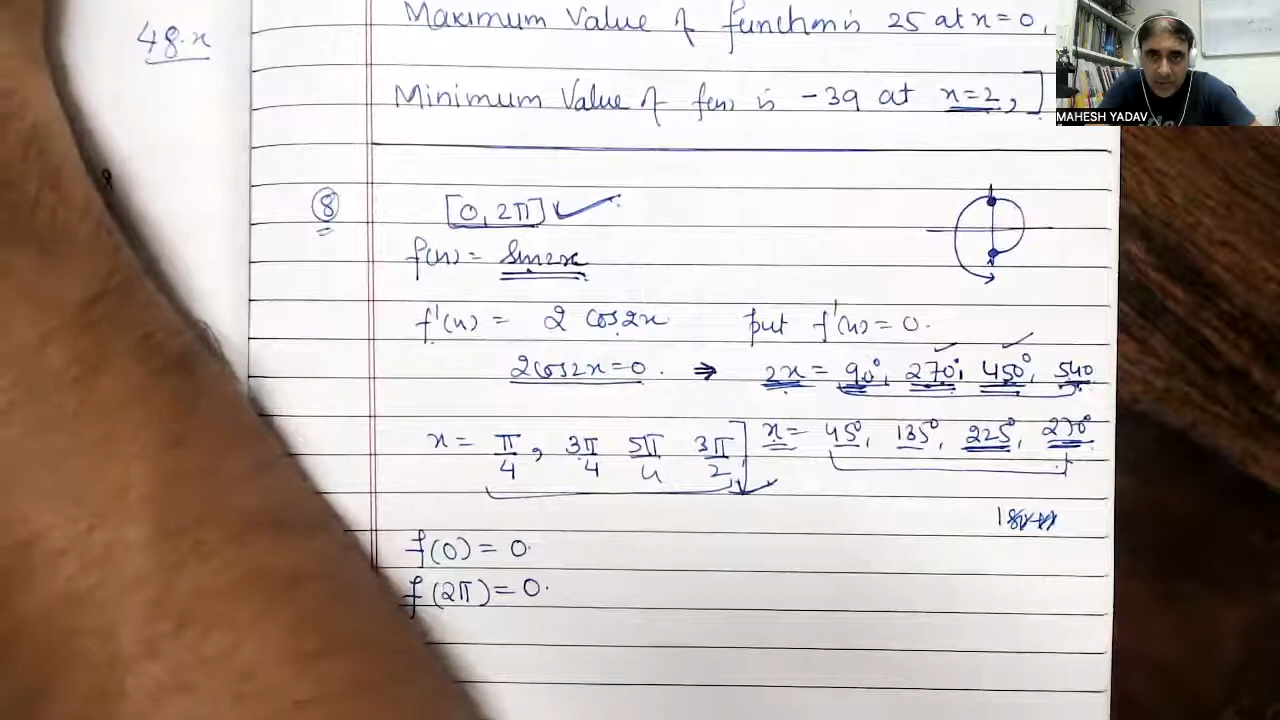 Maximum Value of function is 25 at x=0,
48.x
Minimum Value of f(x) is -39 at x=2,
MAHESH YADAV
8
[0, 2π]
f(x) = Sin2x
f'(x) = 2 cos2x put f'(x) = 0.
2cos2x=0. ⇒ 2x = 90°, 270°, 450°, 540
x = π/4, 3π/4 5π/4 3π/2 x = 45°, 135°, 225°, 270°
f(0) = 0.
f(2π) = 0.